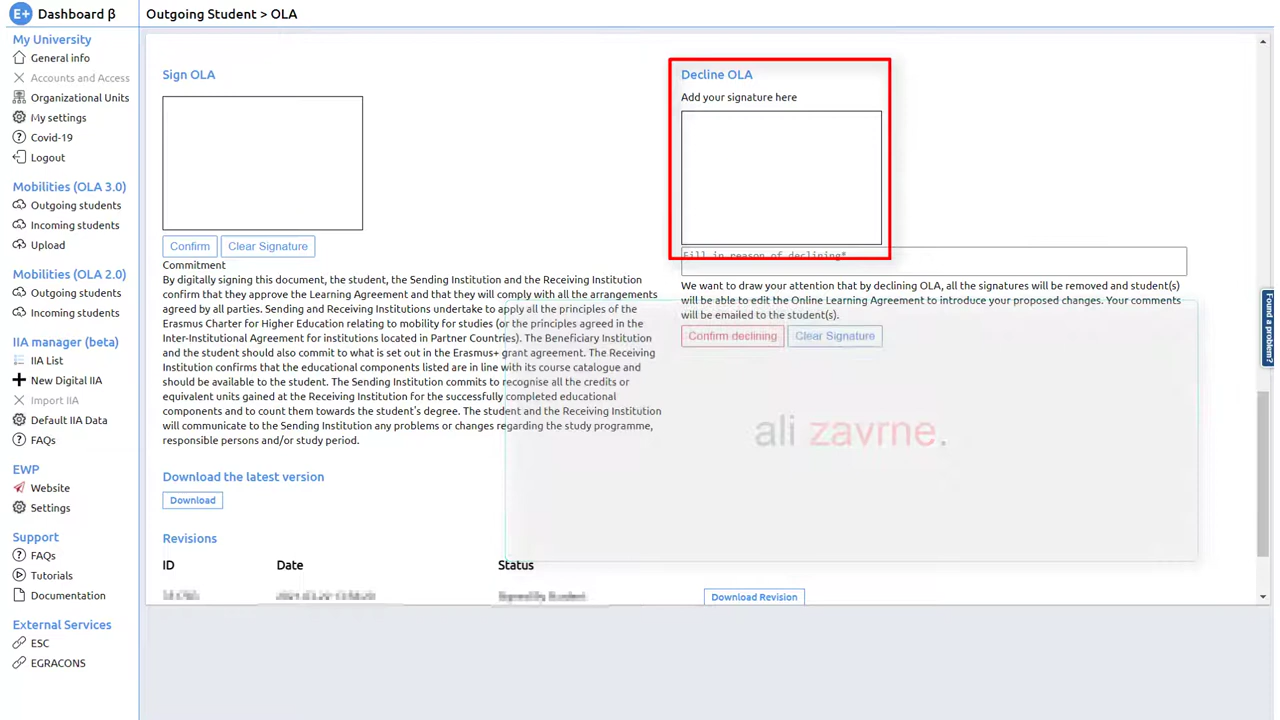 E+ Dashboard β
Outgoing Student > OLA
My University
General info
Accounts and Access
Organizational Units
My settings
Covid-19
Logout
Mobilities (OLA 3.0)
Outgoing students
Incoming students
Upload
Mobilities (OLA 2.0)
Outgoing students
Incoming students
IIA manager (beta)
IIA List
New Digital IIA
Import IIA
Default IIA Data
FAQs
EWP
Website
Settings
Support
FAQs
Tutorials
Documentation
External Services
ESC
EGRACONS
Sign OLA
Confirm
Clear Signature
Commitment
By digitally signing this document, the student, the Sending Institution and the Receiving Institution
confirm that they approve the Learning Agreement and that they will comply with all the arrangements
agreed by all parties. Sending and Receiving Institutions undertake to apply all the principles of the
Erasmus Charter for Higher Education relating to mobility for studies (or the principles agreed in the
Inter-Institutional Agreement for institutions located in Partner Countries). The Beneficiary Institution
and the student should also commit to what is set out in the Erasmus+ grant agreement. The Receiving
Institution confirms that the educational components listed are in line with its course catalogue and
should be available to the student. The Sending Institution commits to recognise all the credits or
equivalent units gained at the Receiving Institution for the successfully completed educational
components and to count them towards the student's degree. The student and the Receiving Institution
will communicate to the Sending Institution any problems or changes regarding the study programme,
responsible persons and/or study period.
Decline OLA
Add your signature here
Fill in reason of declining*
We want to draw your attention that by declining OLA, all the signatures will be removed and student(s)
will be able to edit the Online Learning Agreement to introduce your proposed changes. Your comments
will be emailed to the student(s).
Confirm declining
Clear Signature
ali zavrne.
Download the latest version
Download
Revisions
ID Date Status
Download Revision
Found a problem?